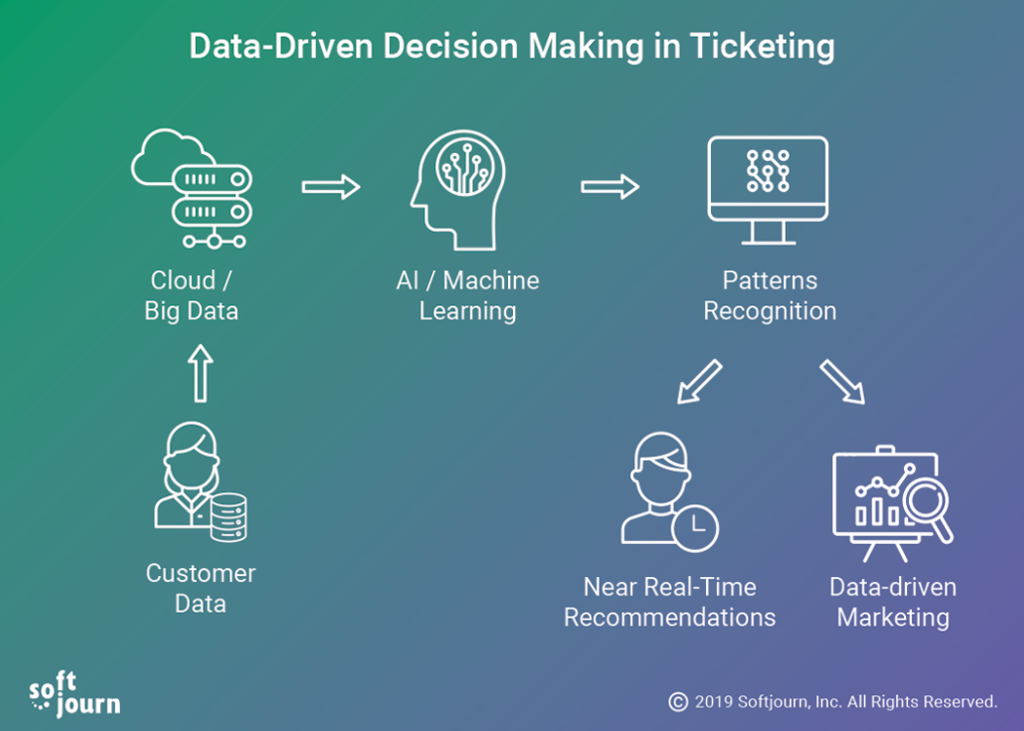 Data-Driven Decision Making in Ticketing
Cloud /
Big Data
AI / Machine
Learning
Patterns
Recognition
Customer
Data
Near Real-Time
Recommendations
Data-driven
Marketing
soft
journ
© 2019 Softjourn, Inc. All Rights Reserved.